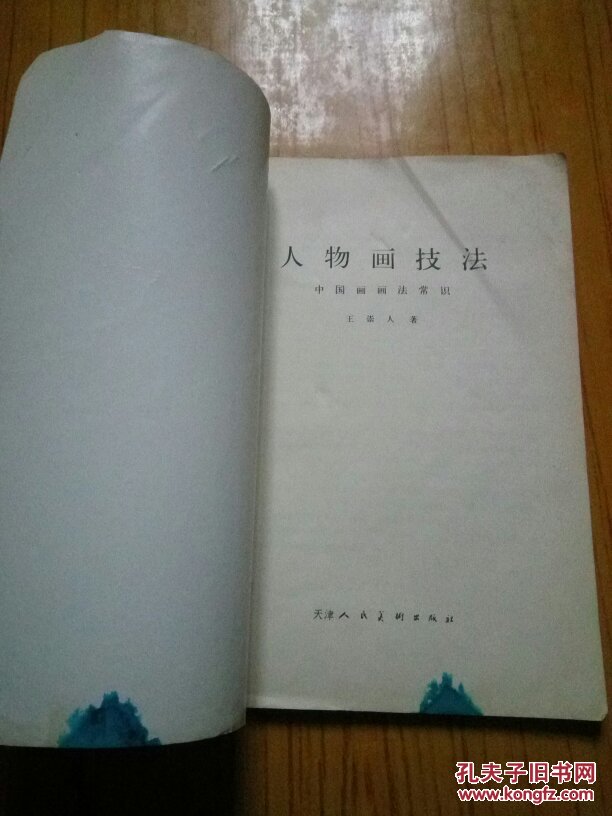 人物画技法
中国画画法常识
王崇人著
天津人民美術出版社
孔夫子旧书网
www.kongfz.com